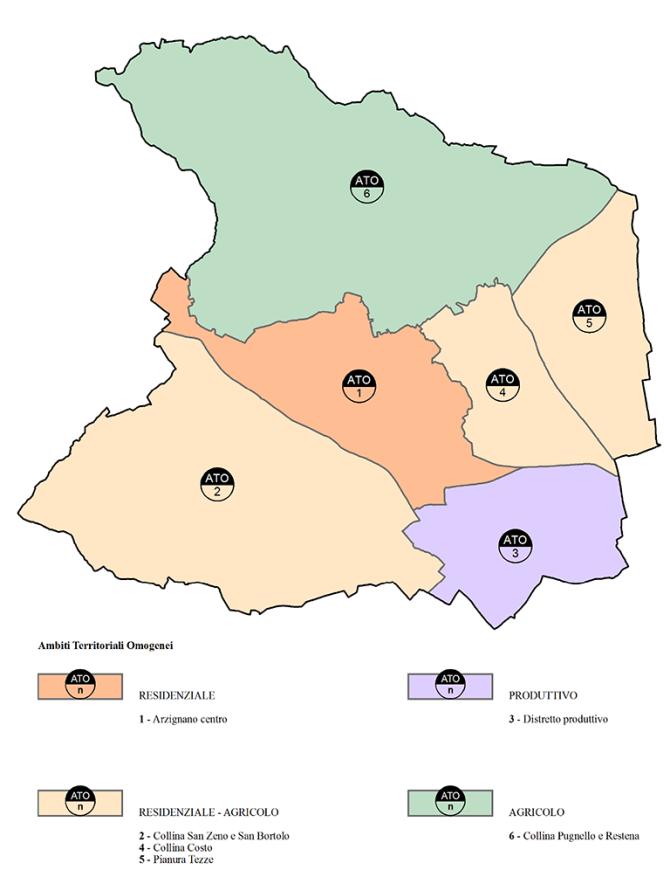 ATO
6
ATO
5
ATO
1
ATO
4
ATO
2
ATO
3
Ambiti Territoriali Omogenei
ATO
n
RESIDENZIALE
1 - Arzignano centro
ATO
n
PRODUTTIVO
3 - Distretto produttivo
ATO
n
RESIDENZIALE - AGRICOLO
2 - Collina San Zeno e San Bortolo
4 - Collina Costo
5 - Pianura Tezze
ATO
n
AGRICOLO
6 - Collina Pugnello e Restena